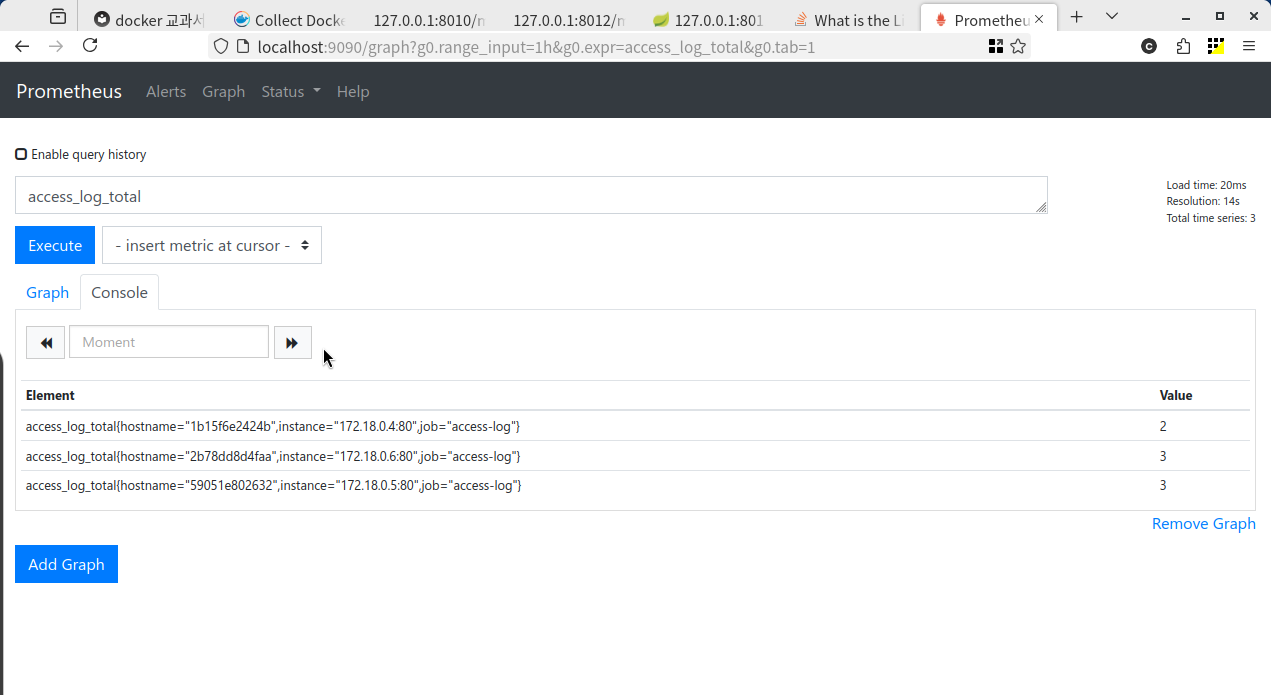 docker 교과서
Collect Docke
127.0.0.1:8010/m
127.0.0.1:8012/m
127.0.0.1:801
What is the Li
Prometheu
localhost:9090/graph?g0.range_input=1h&g0.expr=access_log_total&g0.tab=1
Prometheus Alerts Graph Status Help
Enable query history
access_log_total
Load time: 20ms
Resolution: 14s
Total time series: 3
Execute
- insert metric at cursor -
Graph Console
Moment
Element Value
access_log_total{hostname="1b15f6e2424b",instance="172.18.0.4:80",job="access-log"} 2
access_log_total{hostname="2b78dd8d4faa",instance="172.18.0.6:80",job="access-log"} 3
access_log_total{hostname="59051e802632",instance="172.18.0.5:80",job="access-log"} 3
Remove Graph
Add Graph